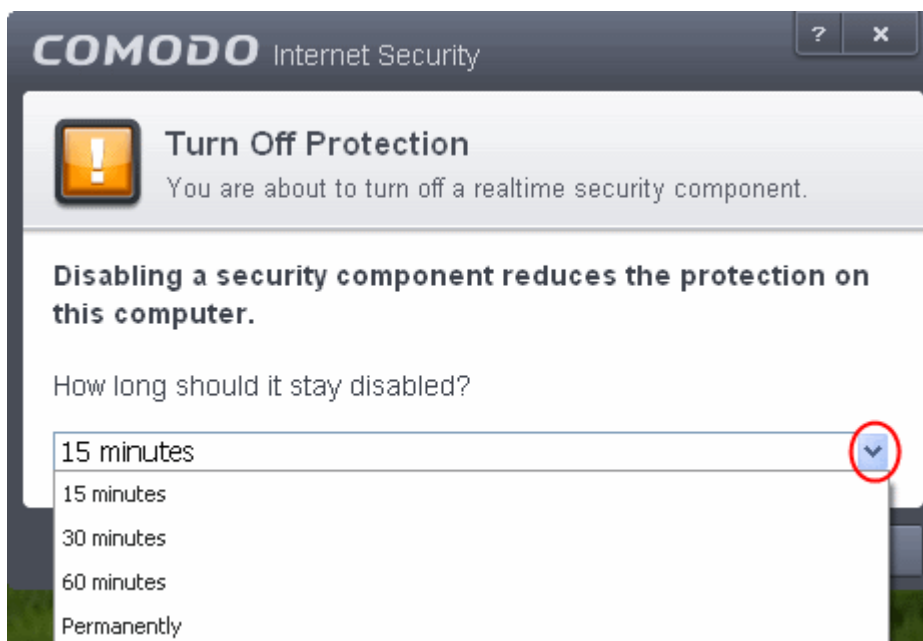 COMODO Internet Security
?
Turn Off Protection
You are about to turn off a realtime security component.
Disabling a security component reduces the protection on
this computer.
How long should it stay disabled?
15 minutes
15 minutes
30 minutes
60 minutes
Permanently